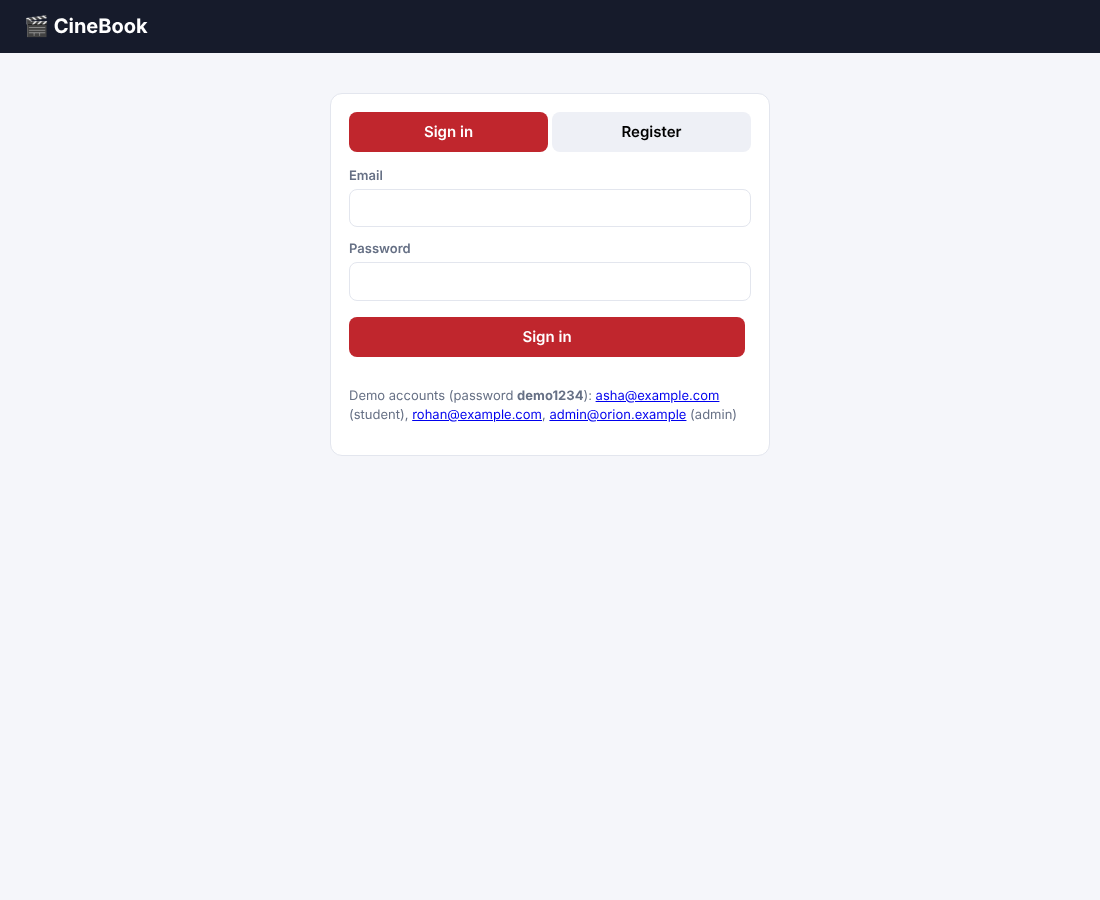 🎬 CineBook
Sign in
Register
Email
Password
Sign in
Demo accounts (password demo1234): asha@example.com
(student), rohan@example.com, admin@orion.example (admin)